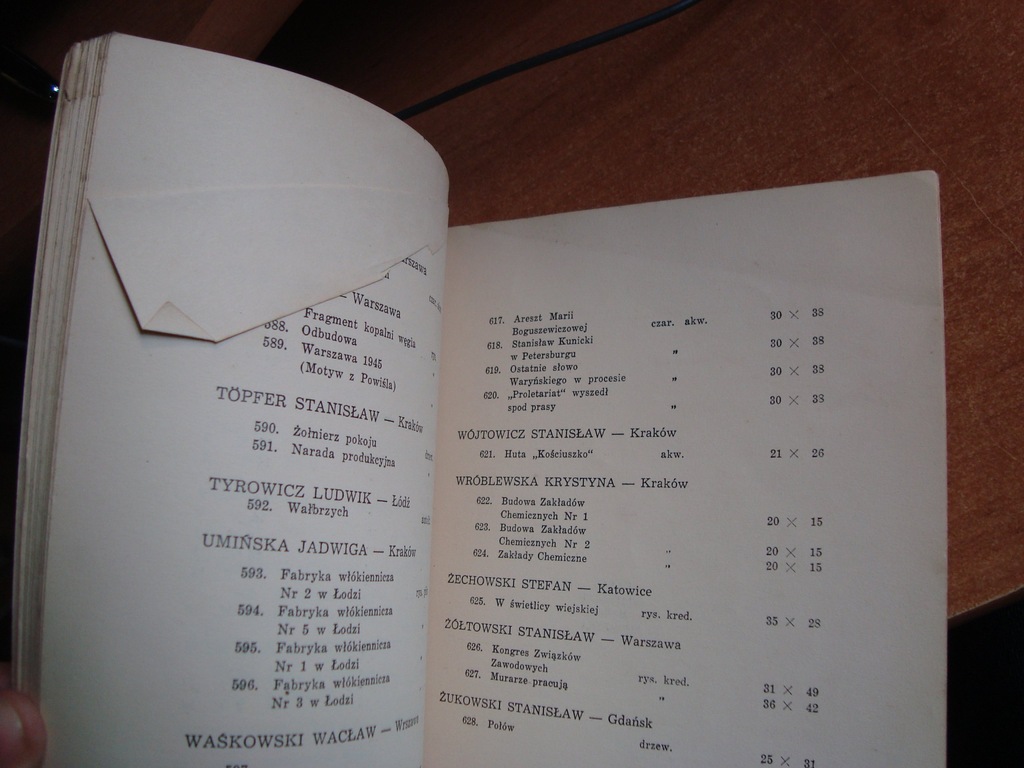 — Warszawa
Fragment kopalni węgla
588. Odbudowa
589. Warszawa 1945
(Motyw z Powiśla)
TÖPFER STANISŁAW — Kraków
590. Żołnierz pokoju
591. Narada produkcyjna
TYROWICZ LUDWIK — Łódź
592. Wałbrzych
UMIŃSKA JADWIGA — Kraków
593. Fabryka włókiennicza
Nr 2 w Łodzi
594. Fabryka włókiennicza
Nr 5 w Łodzi
595. Fabryka włókiennicza
Nr 1 w Łodzi
596. Fabryka włókiennicza
Nr 3 w Łodzi
WAŚKOWSKI WACŁAW — Warszawa
617. Areszt Marii
Boguszewiczowej czar. akw. 30 × 38
618. Stanisław Kunicki
w Petersburgu „ 30 × 38
619. Ostatnie słowo
Waryńskiego w procesie „ 30 × 38
620. „Proletariat" wyszedł
spod prasy „ 30 × 38
WÓJTOWICZ STANISŁAW — Kraków
621. Huta „Kościuszko" akw. 21 × 26
WRÓBLEWSKA KRYSTYNA — Kraków
622. Budowa Zakładów
Chemicznych Nr 1 20 × 15
623. Budowa Zakładów
Chemicznych Nr 2 „ 20 × 15
624. Zakłady Chemiczne „ 20 × 15
ŻECHOWSKI STEFAN — Katowice
625. W świetlicy wiejskiej rys. kred. 35 × 28
ŻÓŁTOWSKI STANISŁAW — Warszawa
626. Kongres Związków
Zawodowych rys. kred. 31 × 49
627. Murarze pracują „ 36 × 42
ŻUKOWSKI STANISŁAW — Gdańsk
628. Połów drzew. 25 × 31